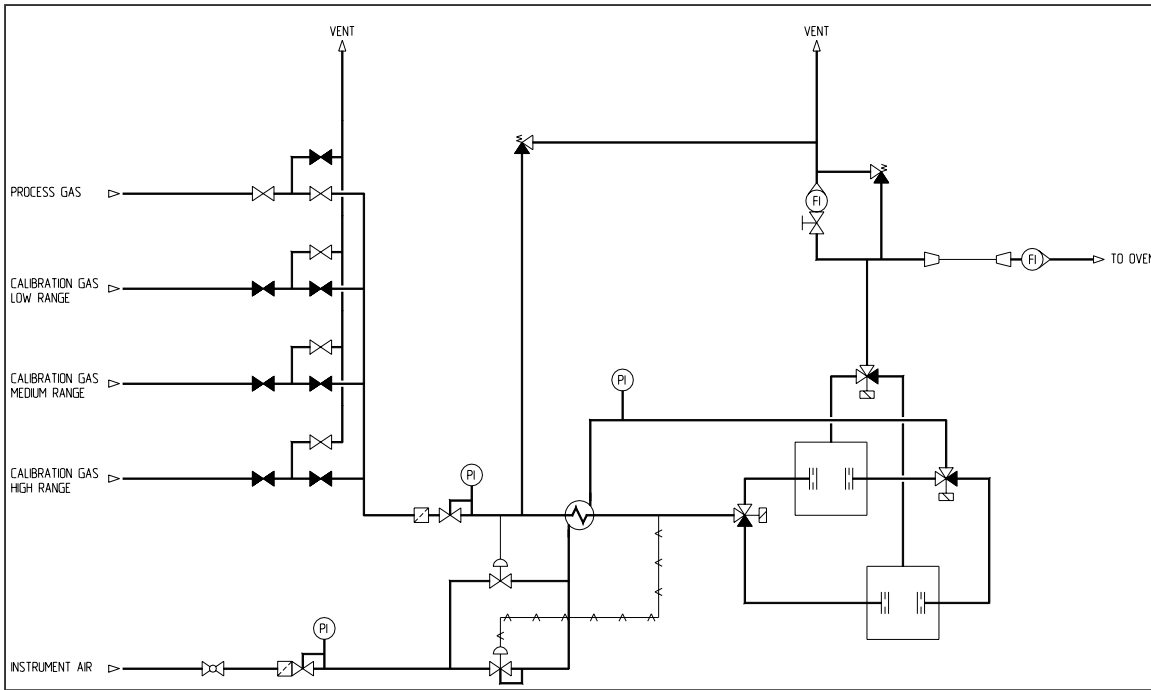 VENT
VENT
PROCESS GAS
FI
FI
TO OVEN
CALIBRATION GAS
LOW RANGE
CALIBRATION GAS
MEDIUM RANGE
PI
CALIBRATION GAS
HIGH RANGE
PI
PI
INSTRUMENT AIR